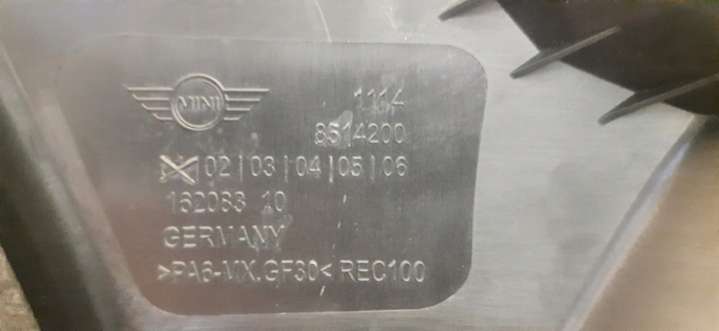 MINI
1114
8514200
02|03|04|05|06
162083 10
GERMANY
>PA6-MX.GF30< REC100